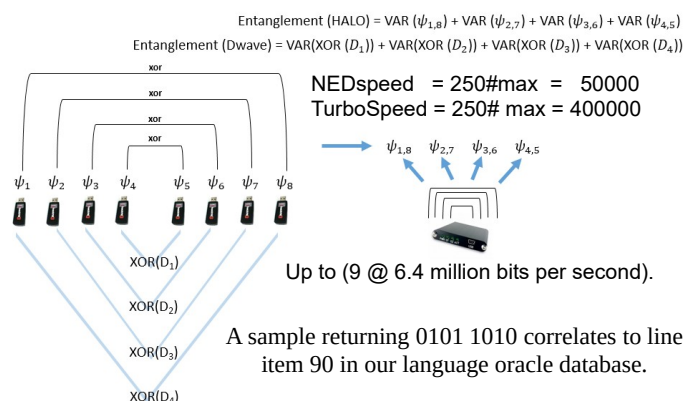 Entanglement (HALO) = VAR (ψ1,8) + VAR (ψ2,7) + VAR (ψ3,6) + VAR (ψ4,5)
Entanglement (Dwave) = VAR(XOR (D1)) + VAR(XOR (D2)) + VAR(XOR (D3)) + VAR(XOR (D4))
xor
xor
xor
xor
NEDspeed = 250#max = 50000
TurboSpeed = 250# max = 400000
ψ1,8 ψ2,7 ψ3,6 ψ4,5
ψ1 ψ2 ψ3 ψ4 ψ5 ψ6 ψ7 ψ8
XOR(D1)
XOR(D2)
XOR(D3)
XOR(D4)
Up to (9 @ 6.4 million bits per second).
A sample returning 0101 1010 correlates to line
item 90 in our language oracle database.